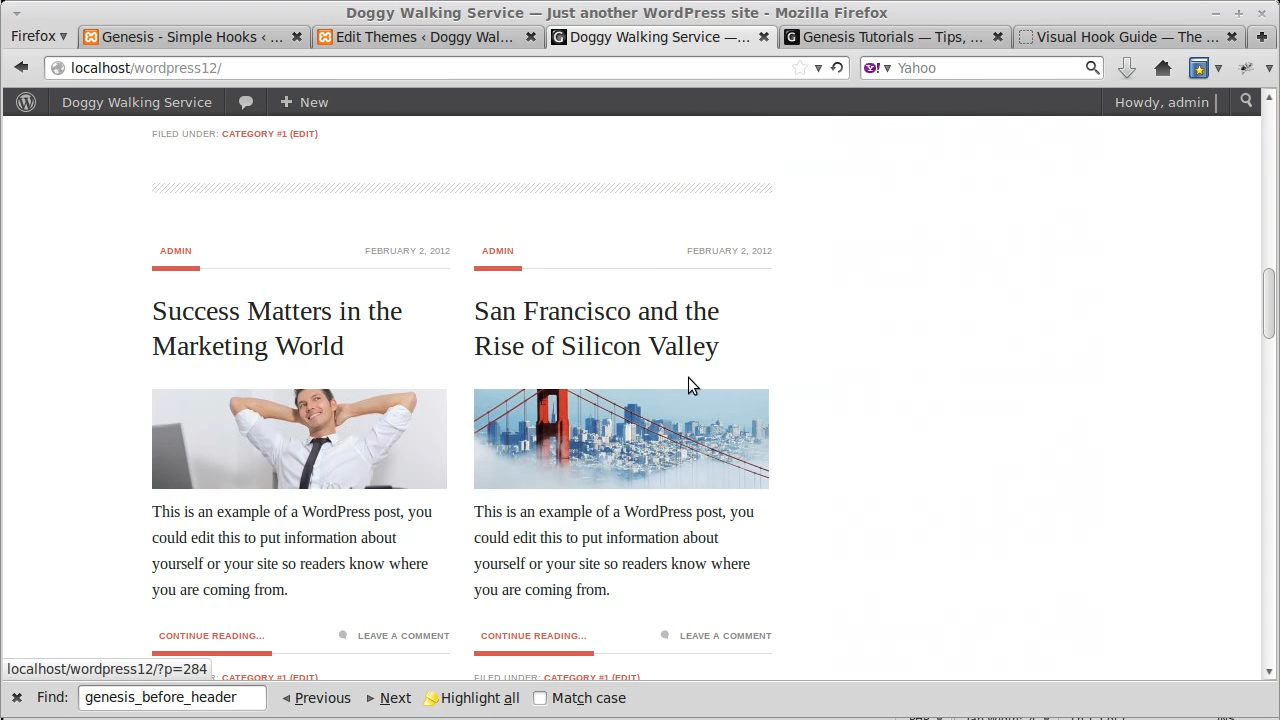 Doggy Walking Service — Just another WordPress site - Mozilla Firefox
Firefox
Genesis - Simple Hooks ‹ ...
Edit Themes ‹ Doggy Wal...
Doggy Walking Service —...
Genesis Tutorials — Tips, ...
Visual Hook Guide — The ...
localhost/wordpress12/
Yahoo
Doggy Walking Service
New
Howdy, admin
FILED UNDER: CATEGORY #1 (EDIT)
ADMIN FEBRUARY 2, 2012
Success Matters in the
Marketing World
This is an example of a WordPress post, you
could edit this to put information about
yourself or your site so readers know where
you are coming from.
CONTINUE READING... LEAVE A COMMENT
CATEGORY #1 (EDIT)
ADMIN FEBRUARY 2, 2012
San Francisco and the
Rise of Silicon Valley
This is an example of a WordPress post, you
could edit this to put information about
yourself or your site so readers know where
you are coming from.
CONTINUE READING... LEAVE A COMMENT
FILED UNDER: CATEGORY #1 (EDIT)
localhost/wordpress12/?p=284
Find: genesis_before_header Previous Next Highlight all Match case